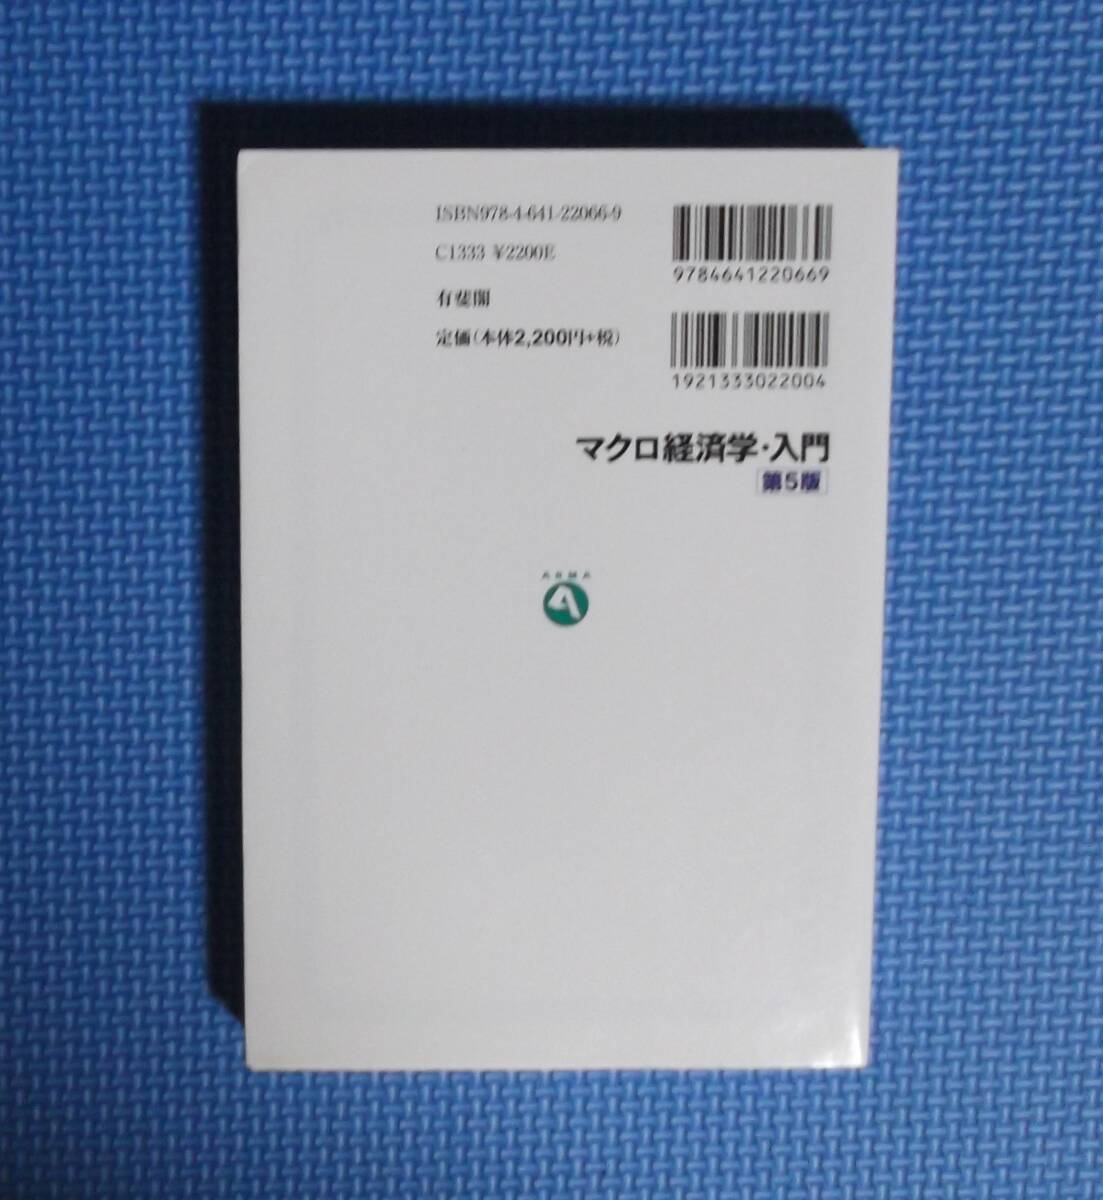 ISBN978-4-641-22066-9
C1333 ¥2200E
有斐閣
定価(本体2,200円+税)
9784641220669
1921333022004
マクロ経済学・入門
第5版
ARMA